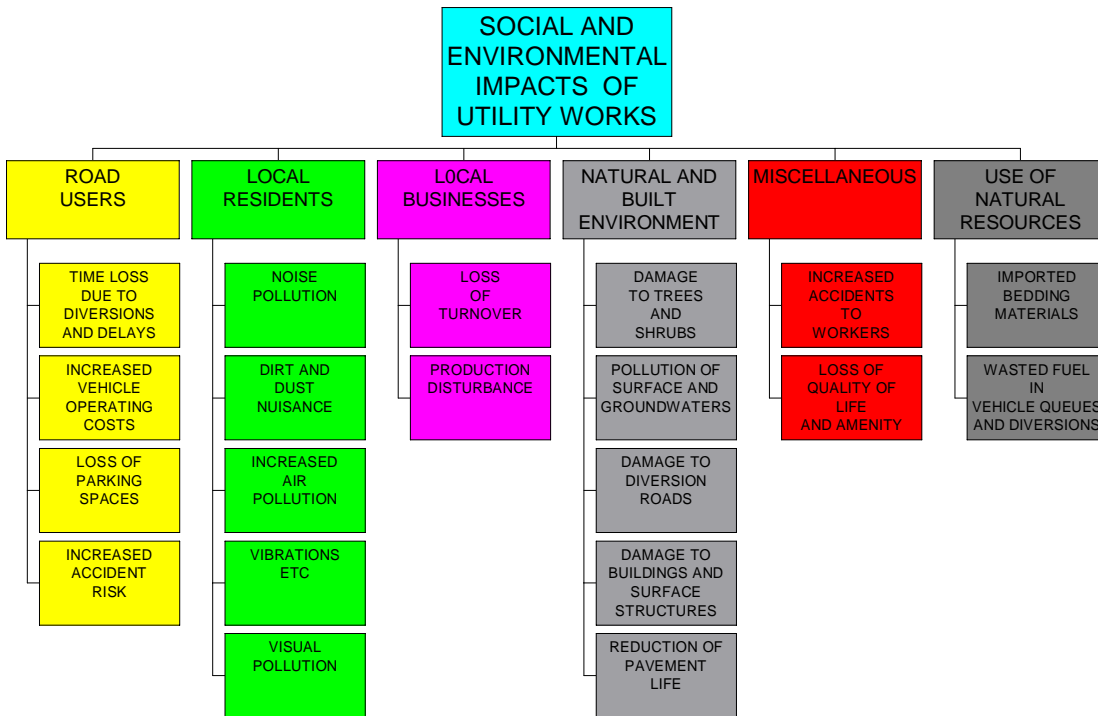 SOCIAL AND
ENVIRONMENTAL
IMPACTS OF
UTILITY WORKS
ROAD
USERS
LOCAL
RESIDENTS
L0CAL
BUSINESSES
NATURAL AND
BUILT
ENVIRONMENT
MISCELLANEOUS
USE OF
NATURAL
RESOURCES
TIME LOSS
DUE TO
DIVERSIONS
AND DELAYS
INCREASED
VEHICLE
OPERATING
COSTS
LOSS OF
PARKING
SPACES
INCREASED
ACCIDENT
RISK
NOISE
POLLUTION
DIRT AND
DUST
NUISANCE
INCREASED
AIR
POLLUTION
VIBRATIONS
ETC
VISUAL
POLLUTION
LOSS
OF
TURNOVER
PRODUCTION
DISTURBANCE
DAMAGE
TO TREES
AND
SHRUBS
POLLUTION OF
SURFACE AND
GROUNDWATERS
DAMAGE TO
DIVERSION
ROADS
DAMAGE TO
BUILDINGS AND
SURFACE
STRUCTURES
REDUCTION OF
PAVEMENT
LIFE
INCREASED
ACCIDENTS
TO
WORKERS
LOSS OF
QUALITY OF
LIFE
AND AMENITY
IMPORTED
BEDDING
MATERIALS
WASTED FUEL
IN
VEHICLE QUEUES
AND DIVERSIONS